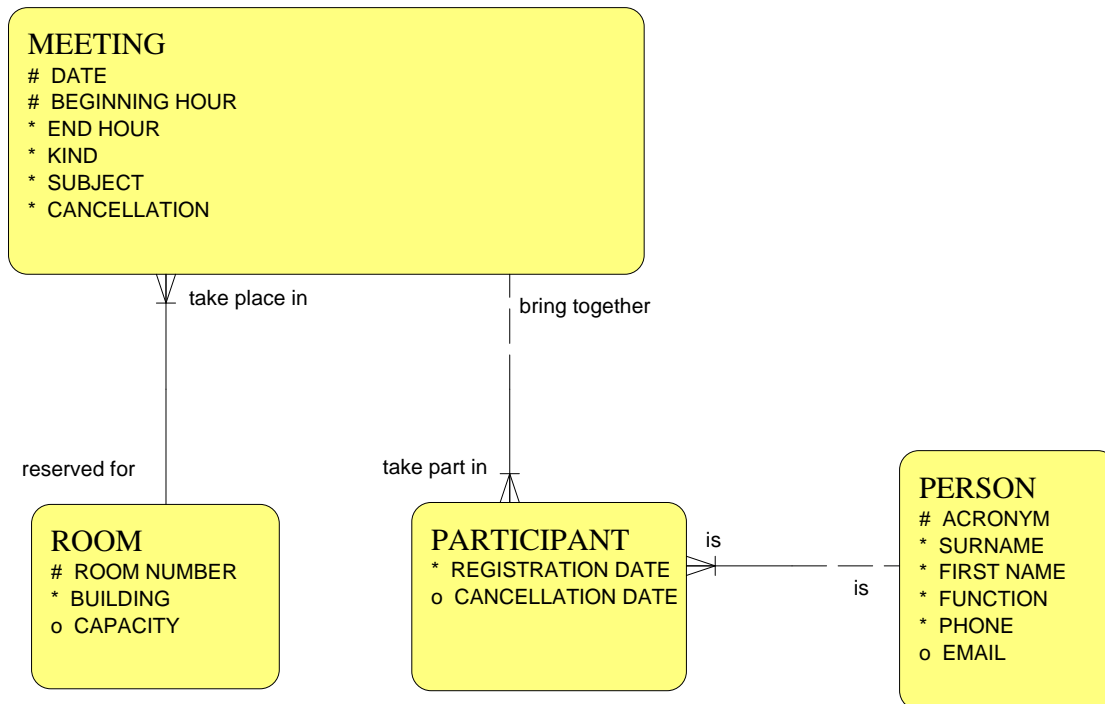 MEETING
# DATE
# BEGINNING HOUR
* END HOUR
* KIND
* SUBJECT
* CANCELLATION
take place in
bring together
reserved for
take part in
ROOM
# ROOM NUMBER
* BUILDING
o CAPACITY
PARTICIPANT
* REGISTRATION DATE
o CANCELLATION DATE
is
is
PERSON
# ACRONYM
* SURNAME
* FIRST NAME
* FUNCTION
* PHONE
o EMAIL